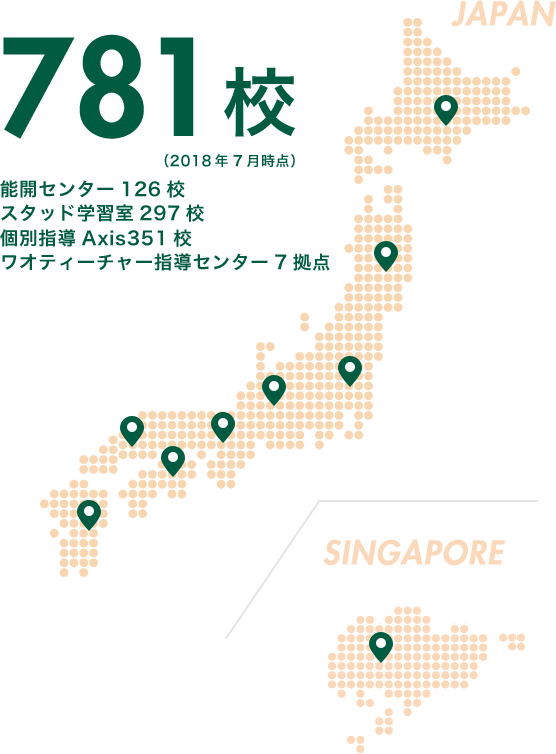 JAPAN
781校
（2018年7月時点）
能開センター126校
スタッド学習室297校
個別指導Axis351校
ワオティーチャー指導センター7拠点
SINGAPORE